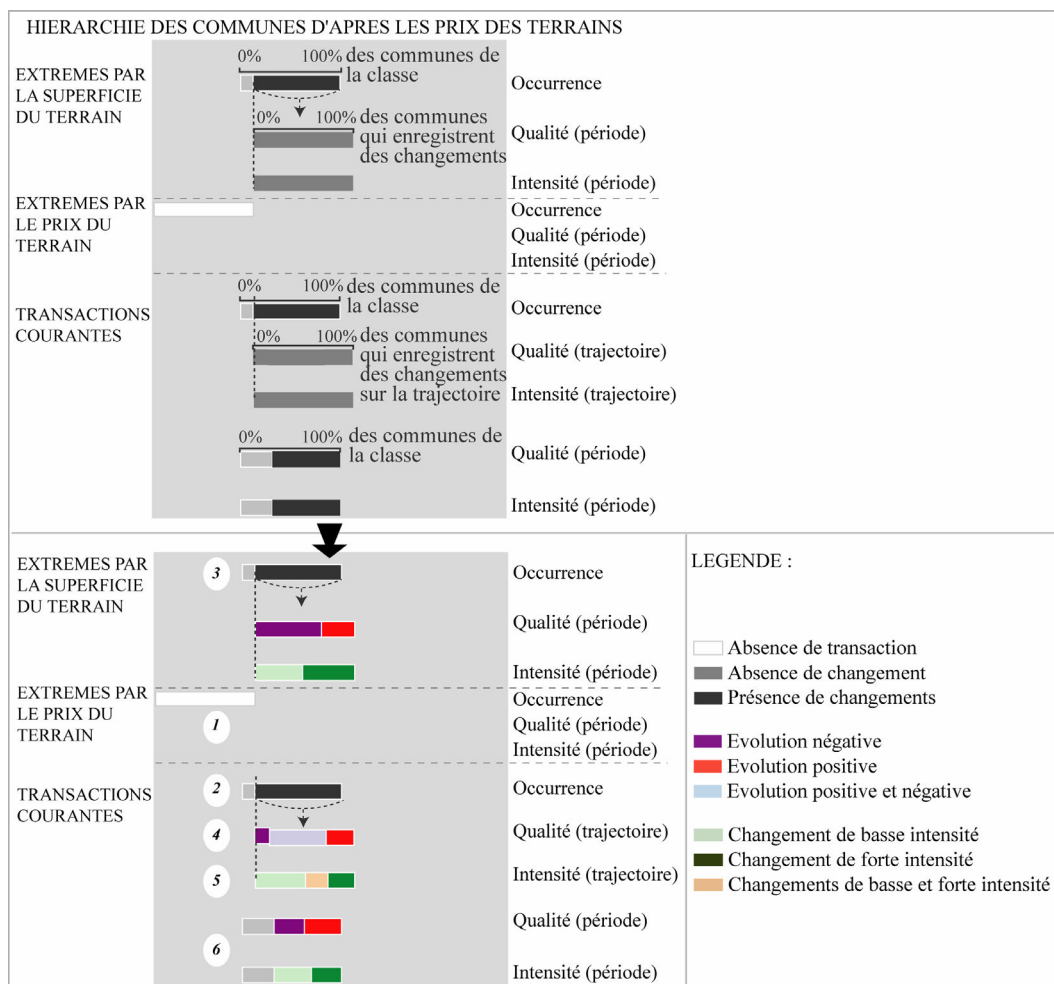 HIERARCHIE DES COMMUNES D'APRES LES PRIX DES TERRAINS
EXTREMES PAR
LA SUPERFICIE
DU TERRAIN
0% 100% des communes de
la classe
Occurrence
0% 100% des communes
qui enregistrent
des changements
Qualité (période)
Intensité (période)
EXTREMES PAR
LE PRIX DU
TERRAIN
Occurrence
Qualité (période)
Intensité (période)
TRANSACTIONS
COURANTES
0% 100% des communes de
la classe
Occurrence
0% 100% des communes
qui enregistrent
des changements
sur la trajectoire
Qualité (trajectoire)
Intensité (trajectoire)
0% 100% des communes de
la classe
Qualité (période)
Intensité (période)
EXTREMES PAR
LA SUPERFICIE
DU TERRAIN
3
Occurrence
Qualité (période)
Intensité (période)
EXTREMES PAR
LE PRIX DU
TERRAIN
1
Occurrence
Qualité (période)
Intensité (période)
TRANSACTIONS
COURANTES
2
Occurrence
4
Qualité (trajectoire)
5
Intensité (trajectoire)
Qualité (période)
6
Intensité (période)
LEGENDE :
Absence de transaction
Absence de changement
Présence de changements
Evolution négative
Evolution positive
Evolution positive et négative
Changement de basse intensité
Changement de forte intensité
Changements de basse et forte intensité